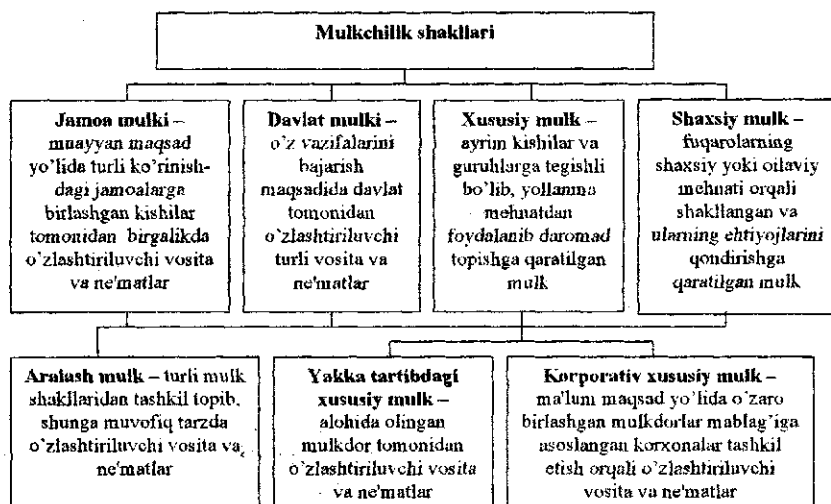 Mulkchilik shakllari
Jamoa mulki –
muayyan maqsad
yo'lida turli ko'rinish-
dagi jamoalarga
birlashgan kishilar
tomonidan birgalikda
o'zlashtiriluvchi vosita
va ne'matlar
Davlat mulki –
o'z vazifalarini
bajarish
maqsadida davlat
tomonidan
o'zlashtiriluvchi
turli vosita va
ne'matlar
Xususiy mulk –
ayrim kishilar va
guruhlarga tegishli
bo'lib, yollanma
mehnatdan
foydalanib daromad
topishga qaratilgan
mulk
Shaxsiy mulk –
fuqarolarning
shaxsiy yoki oilaviy
mehnati orqali
shakllangan va
ularning ehtiyojlarini
qondirishga
qaratilgan mulk
Aralash mulk – turli mulk
shakllaridan tashkil topib,
shunga muvofiq tarzda
o'zlashtiriluvchi vosita va
ne'matlar
Yakka tartibdagi
xususiy mulk –
alohida olingan
mulkdor tomonidan
o'zlashtiriluvchi vosita
va ne'matlar
Korporativ xususiy mulk –
ma'lum maqsad yo'lida o'zaro
birlashgan mulkdorlar mablag'iga
asoslangan korxonalar tashkil
etish orqali o'zlashtiriluvchi
vosita va ne'matlar